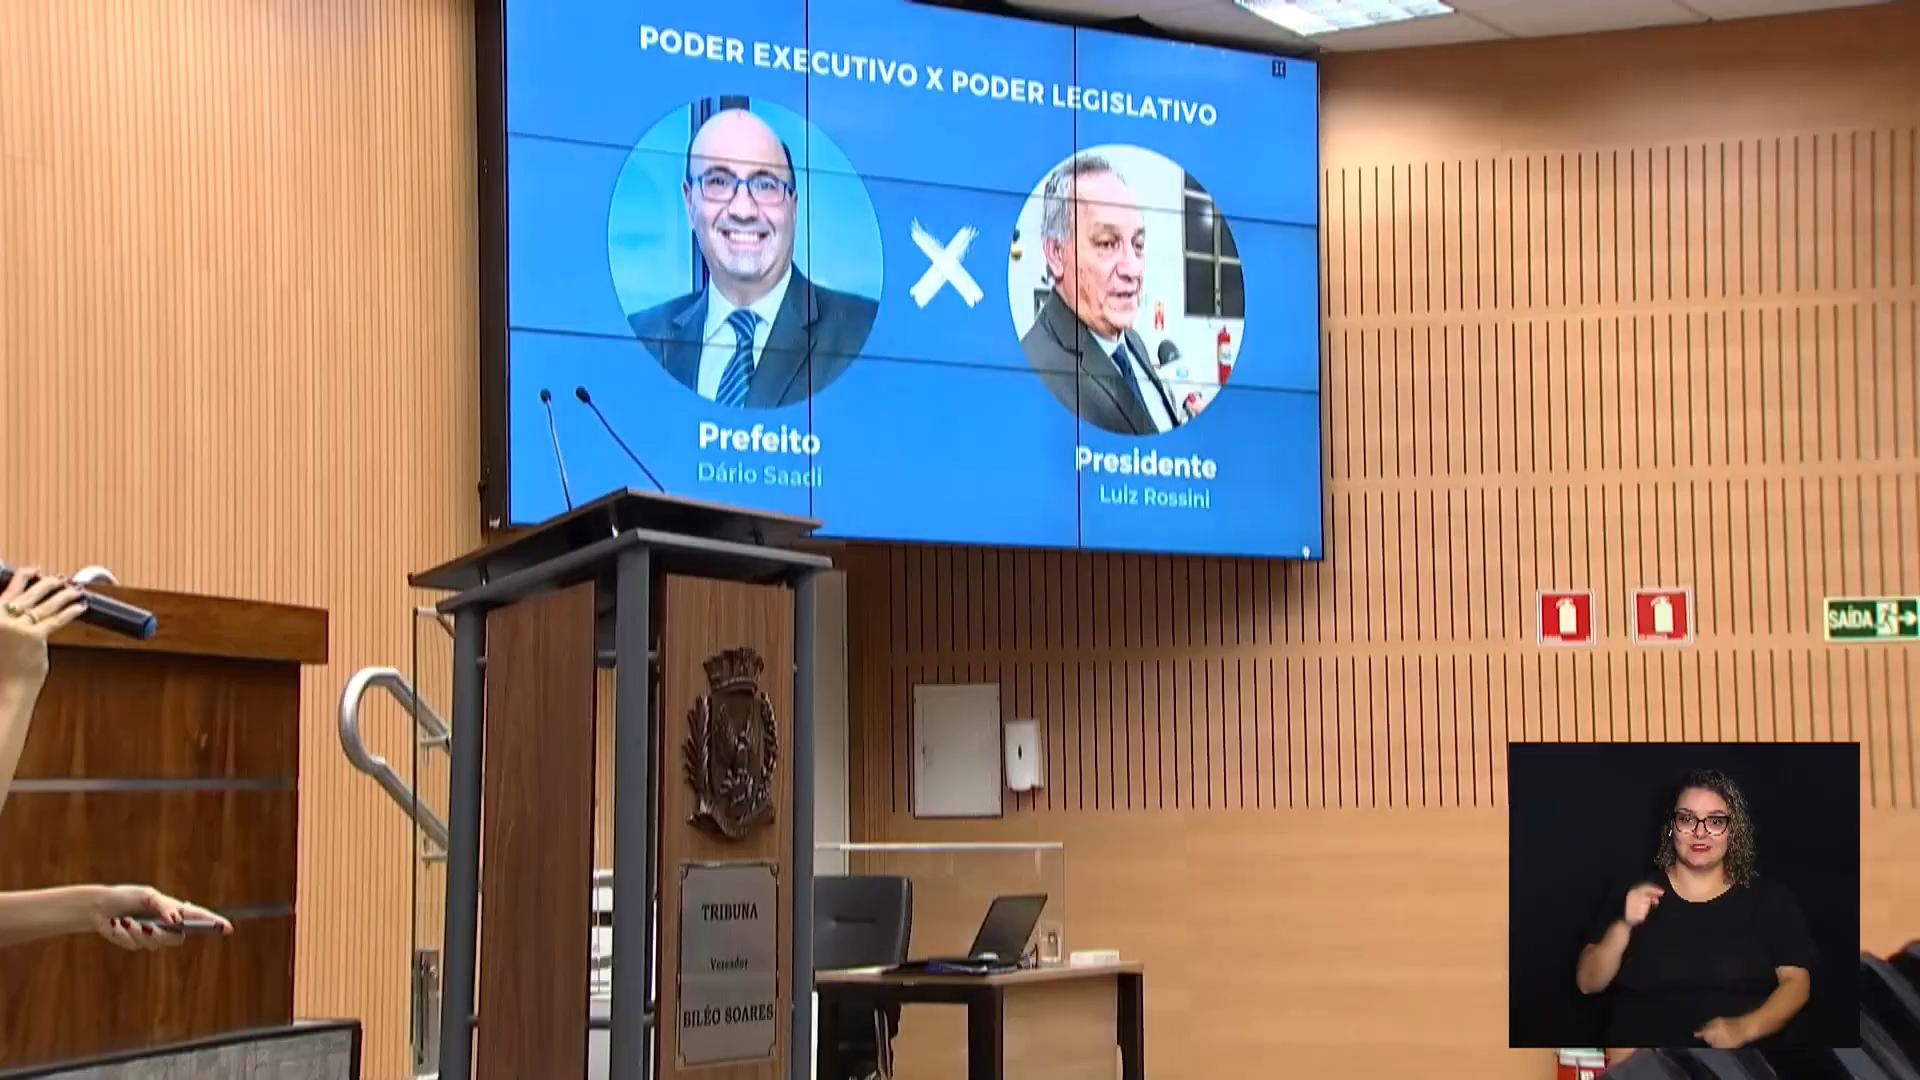 PODER EXECUTIVO X PODER LEGISLATIVO
Prefeito
Dário Saadi
Presidente
Luiz Rossini
SAÍDA
TRIBUNA
Vereador
BILÉO SOARES